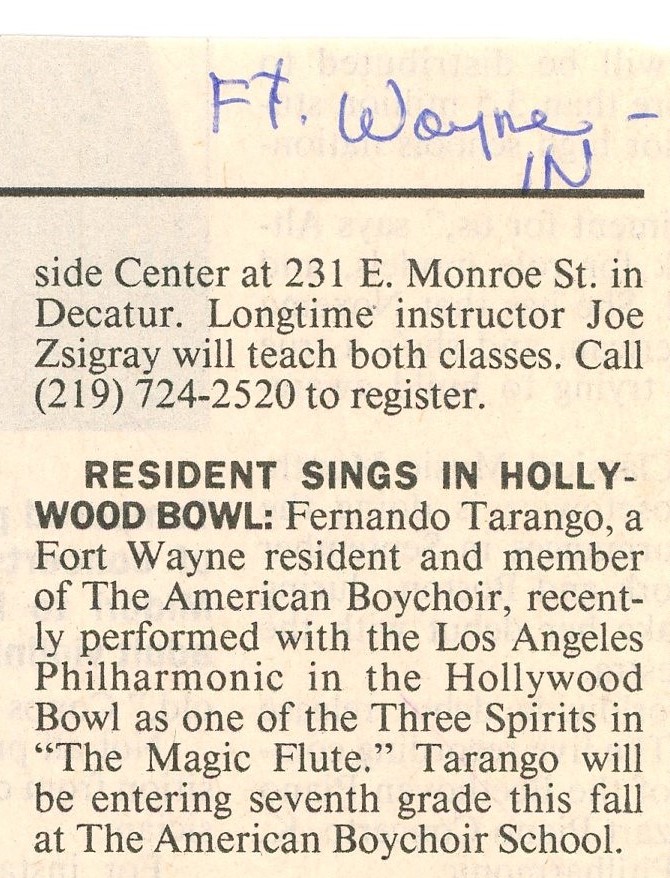 Ft. Wayne -
IN
side Center at 231 E. Monroe St. in
Decatur. Longtime instructor Joe
Zsigray will teach both classes. Call
(219) 724-2520 to register.
RESIDENT SINGS IN HOLLY-
WOOD BOWL: Fernando Tarango, a
Fort Wayne resident and member
of The American Boychoir, recent-
ly performed with the Los Angeles
Philharmonic in the Hollywood
Bowl as one of the Three Spirits in
“The Magic Flute.” Tarango will
be entering seventh grade this fall
at The American Boychoir School.